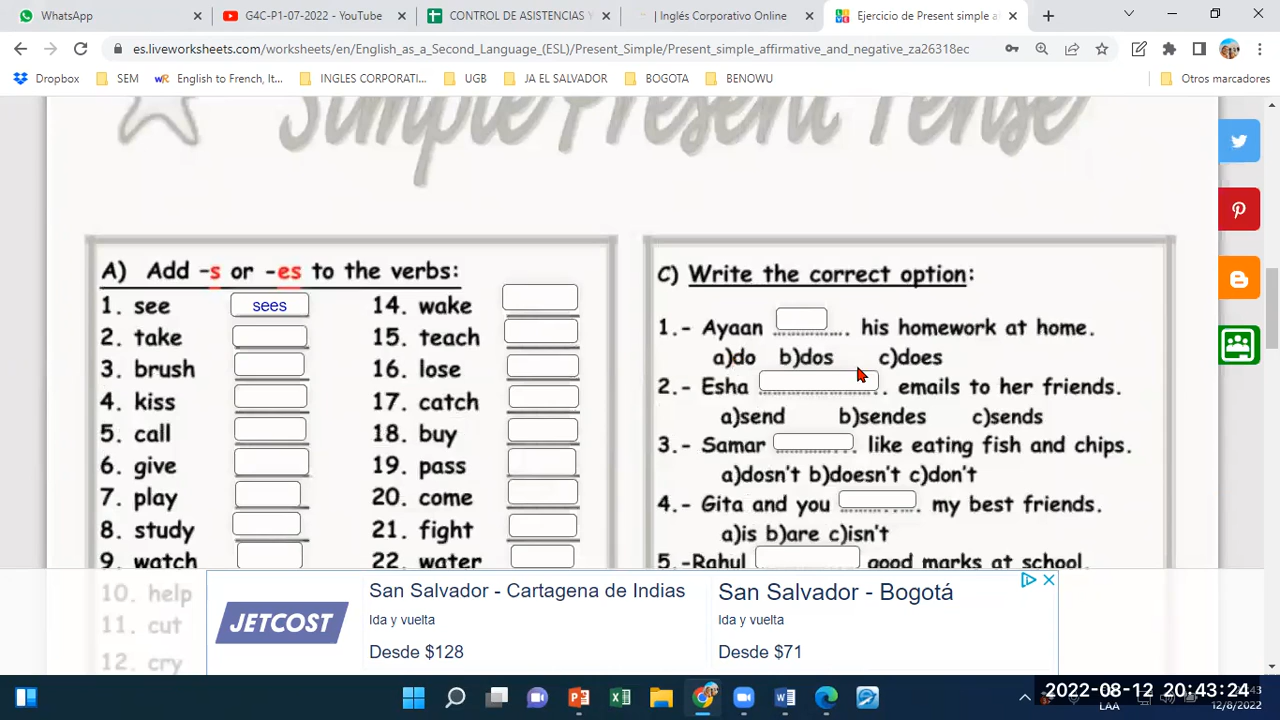 WhatsApp
G4C-P1-07-2022 - YouTube
CONTROL DE ASISTENCIAS Y
| Inglés Corporativo Online
Ejercicio de Present simple af
es.liveworksheets.com/worksheets/en/English_as_a_Second_Language_(ESL)/Present_Simple/Present_simple_affirmative_and_negative_za26318ec
Dropbox
SEM
English to French, It...
INGLES CORPORATI...
UGB
JA EL SALVADOR
BOGOTA
BENOWU
Otros marcadores
Simple Present Tense
A) Add -s or -es to the verbs:
1. see sees
2. take
3. brush
4. kiss
5. call
6. give
7. play
8. study
9. watch
10. help
11. cut
12. cry
14. wake
15. teach
16. lose
17. catch
18. buy
19. pass
20. come
21. fight
22. water
C) Write the correct option:
1.- Ayaan .............. his homework at home.
a)do b)dos c)does
2.- Esha ........................ emails to her friends.
a)send b)sendes c)sends
3.- Samar ............... like eating fish and chips.
a)dosn't b)doesn't c)don't
4.- Gita and you .............. my best friends.
a)is b)are c)isn't
5.-Rahul good marks at school.
JETCOST
San Salvador - Cartagena de Indias
Ida y vuelta
Desde $128
San Salvador - Bogotá
Ida y vuelta
Desde $71
2022-08-12 20:43:24
LAA
12/8/2022